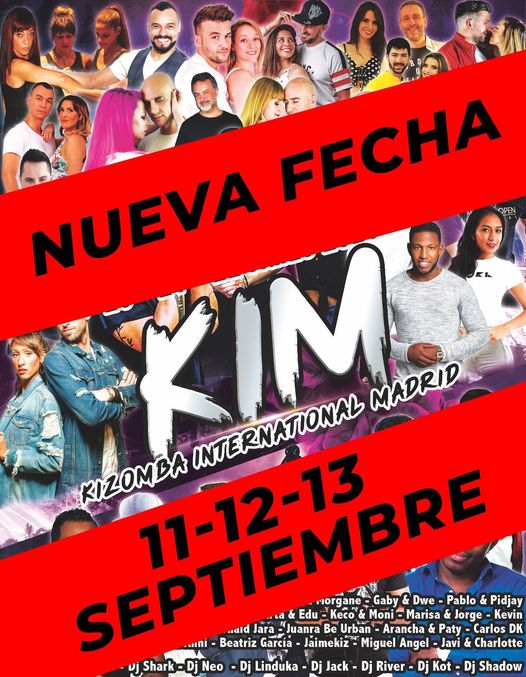 NUEVA FECHA
KIM
KIZOMBA INTERNATIONAL MADRID
11-12-13
SEPTIEMBRE
Morgane - Gaby & Dwe - Pablo & Pidjay
& Edu - Keco & Moni - Marisa & Jorge - Kevin
Jara - Juanra Be Urban - Arancha & Paty - Carlos DK
- Beatriz García - Jaimekiz - Miguel Angel - Javi & Charlotte
Dj Shark - Dj Neo - Dj Linduka - Dj Jack - Dj River - Dj Kot - Dj Shadow